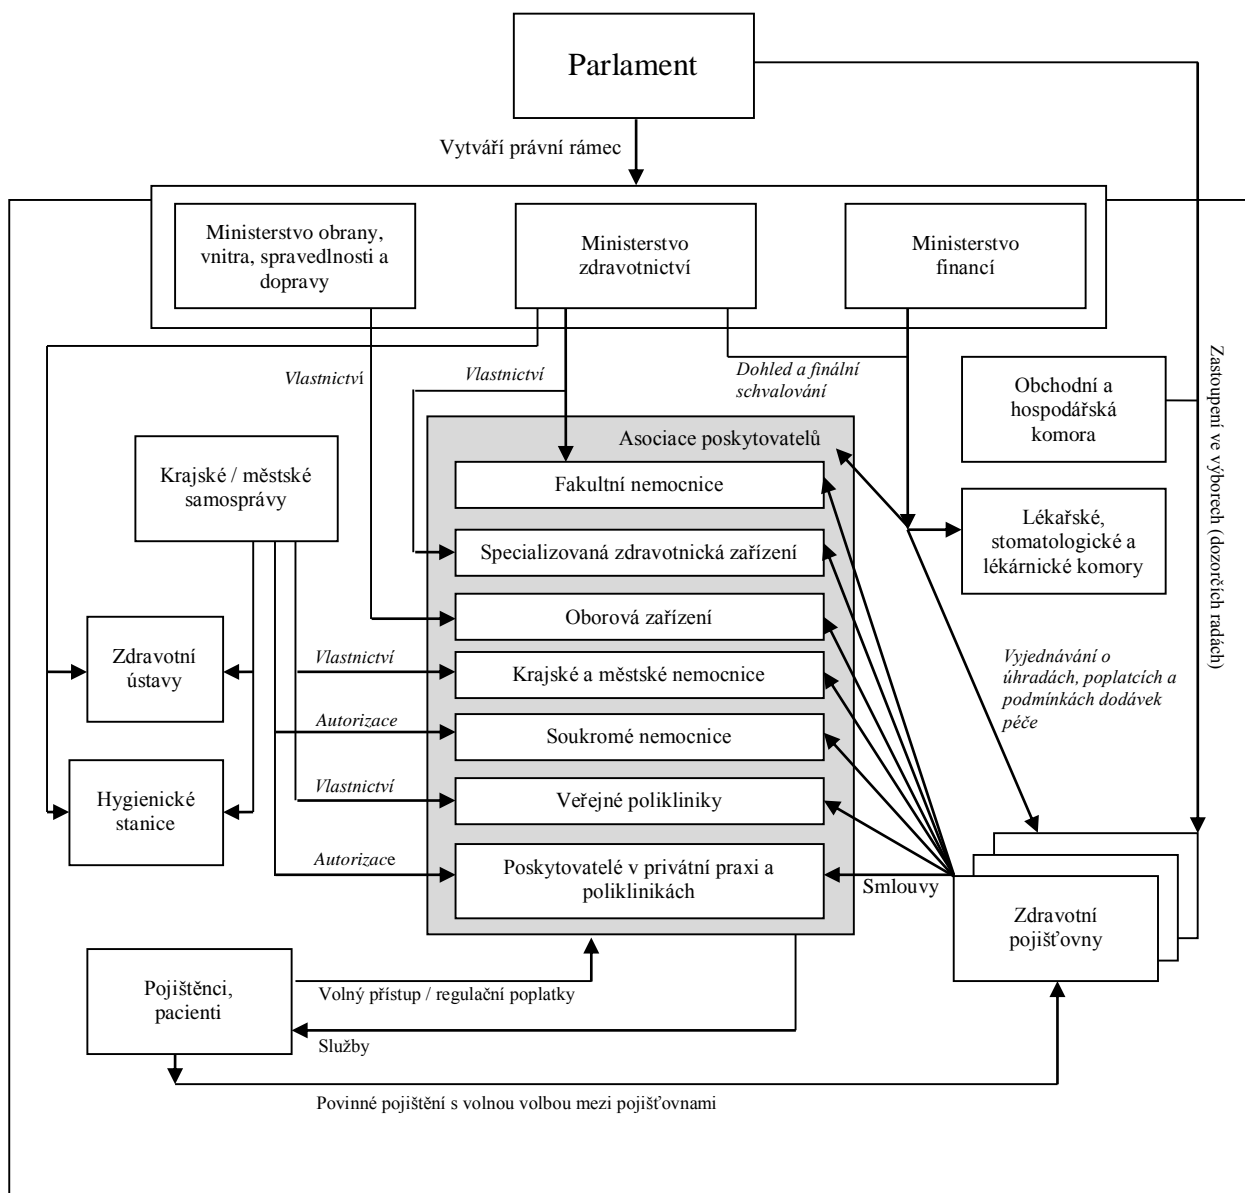 Parlament
Vytváří právní rámec
Ministerstvo obrany,
vnitra, spravedlnosti a
dopravy
Ministerstvo
zdravotnictví
Ministerstvo
financí
Vlastnictví
Vlastnictví
Dohled a finální
schvalování
Zastoupení ve výborech (dozorčích radách)
Obchodní a
hospodářská
komora
Asociace poskytovatelů
Krajské / městské
samosprávy
Fakultní nemocnice
Lékařské,
stomatologické a
lékárnické komory
Specializovaná zdravotnická zařízení
Oborová zařízení
Zdravotní
ústavy
Vlastnictví
Krajské a městské nemocnice
Vyjednávání o
úhradách, poplatcích a
podmínkách dodávek
péče
Autorizace
Soukromé nemocnice
Hygienické
stanice
Vlastnictví
Veřejné polikliniky
Autorizace
Poskytovatelé v privátní praxi a
poliklinikách
Smlouvy
Zdravotní
pojišťovny
Pojištěnci,
pacienti
Volný přístup / regulační poplatky
Služby
Povinné pojištění s volnou volbou mezi pojišťovnami